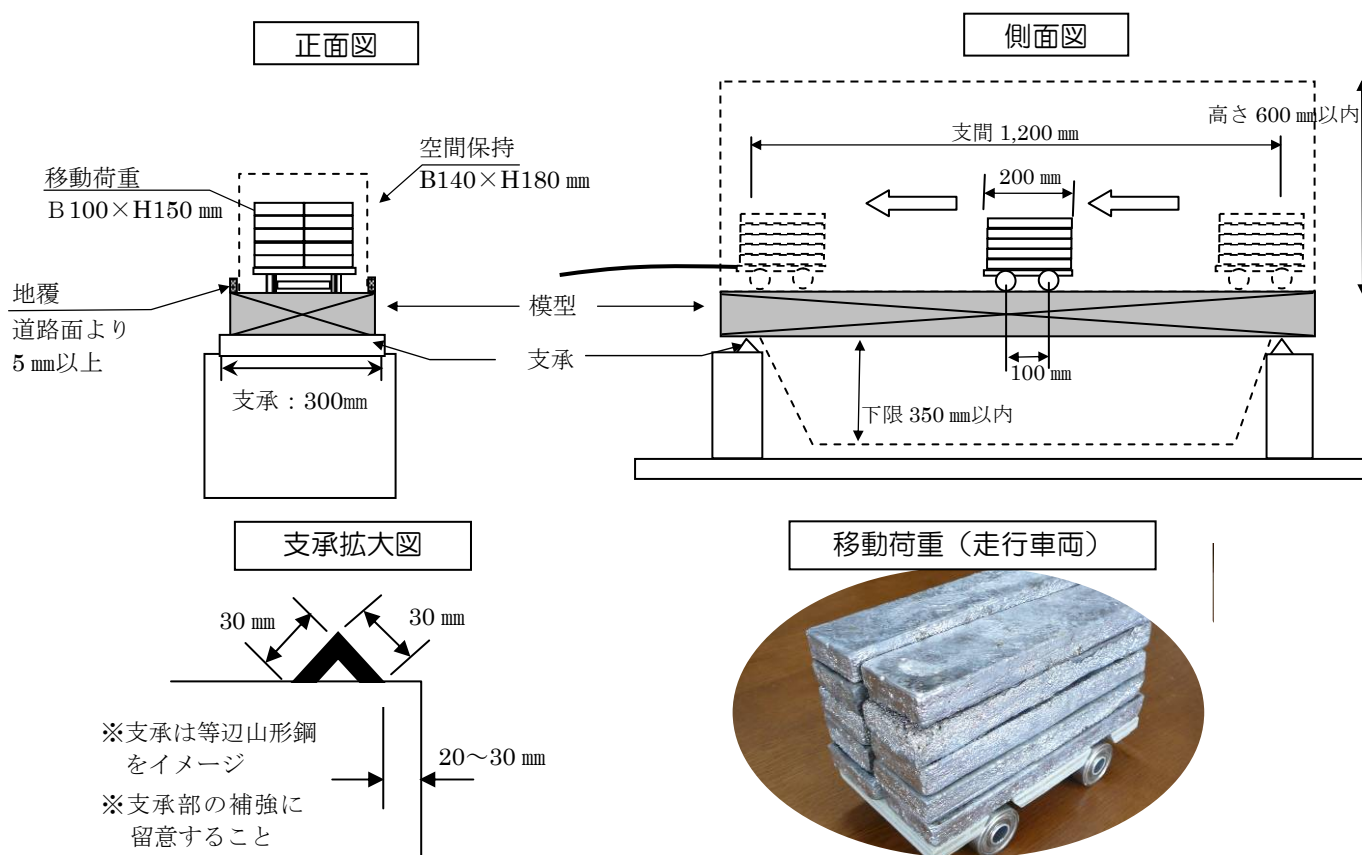 正面図
側面図
高さ 600 ㎜以内
支間 1,200 ㎜
空間保持
B140×H180 ㎜
移動荷重
Ｂ100×H150 ㎜
200 ㎜
地覆
道路面より
5 ㎜以上
模型
支承
支承：300㎜
100 ㎜
下限 350 ㎜以内
支承拡大図
移動荷重（走行車両）
30 ㎜
30 ㎜
※支承は等辺山形鋼
をイメージ
20～30 ㎜
※支承部の補強に
留意すること